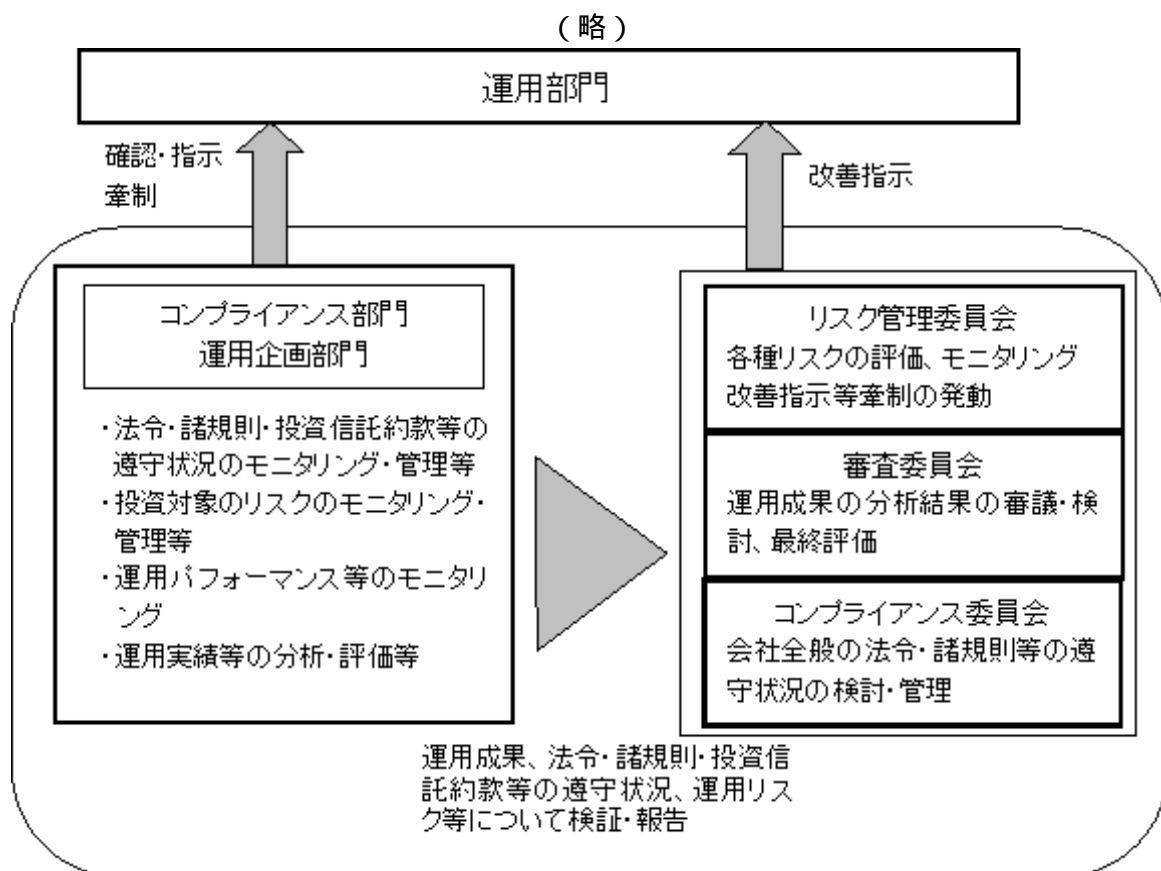 （略）
運用部門
確認・指示
牽制
改善指示
コンプライアンス部門
運用企画部門
・法令・諸規則・投資信託約款等の
遵守状況のモニタリング・管理等
・投資対象のリスクのモニタリング・
管理等
・運用パフォーマンス等のモニタリ
ング
・運用実績等の分析・評価等
リスク管理委員会
各種リスクの評価、モニタリング
改善指示等牽制の発動
審査委員会
運用成果の分析結果の審議・検
討、最終評価
コンプライアンス委員会
会社全般の法令・諸規則等の遵
守状況の検討・管理
運用成果、法令・諸規則・投資信
託約款等の遵守状況、運用リス
ク等について検証・報告